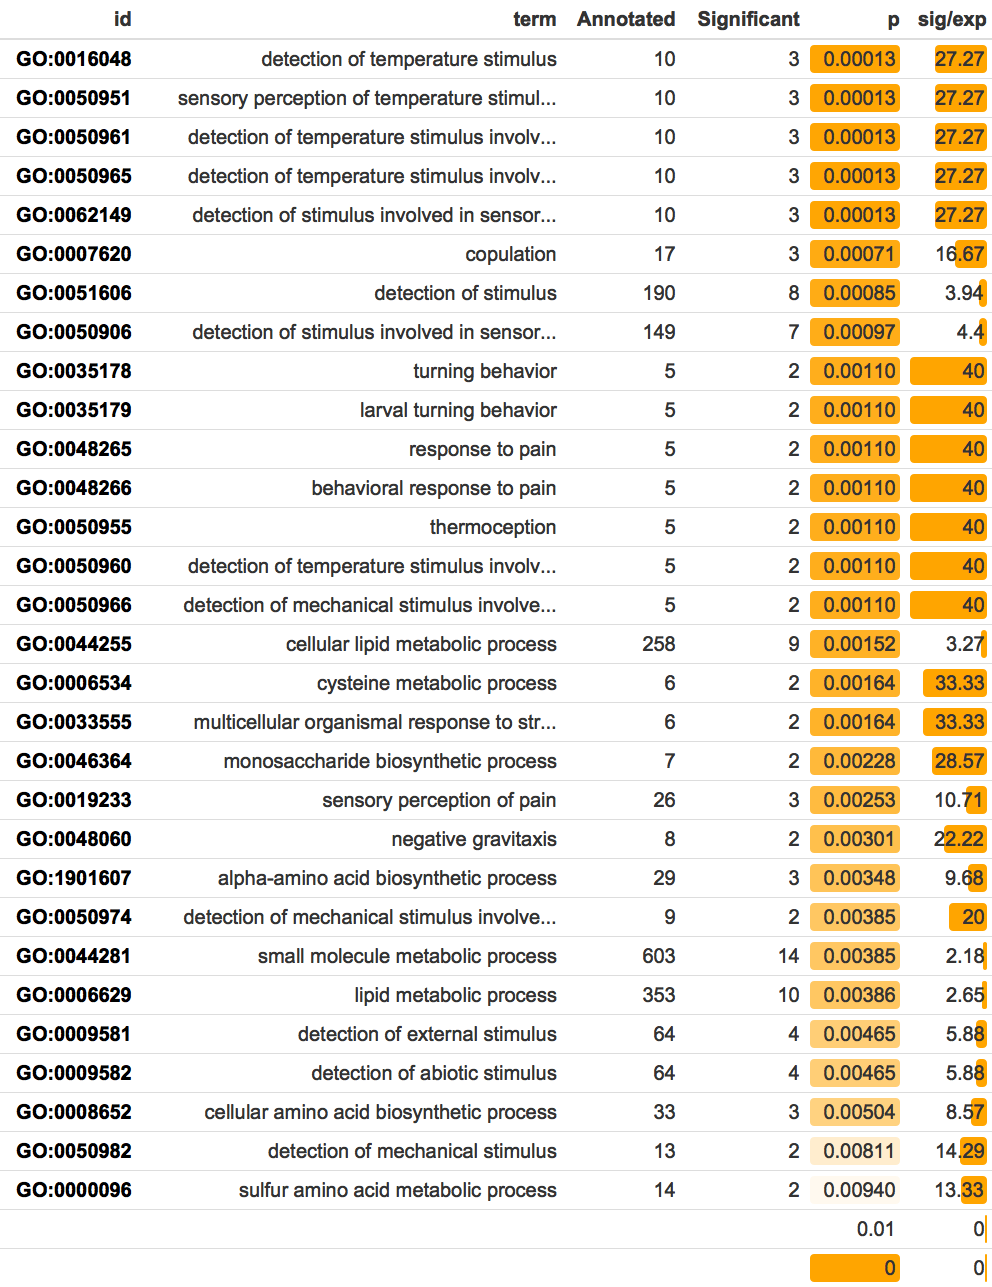 id term Annotated Significant p sig/exp
GO:0016048 detection of temperature stimulus 10 3 0.00013 27.27
GO:0050951 sensory perception of temperature stimul... 10 3 0.00013 27.27
GO:0050961 detection of temperature stimulus involv... 10 3 0.00013 27.27
GO:0050965 detection of temperature stimulus involv... 10 3 0.00013 27.27
GO:0062149 detection of stimulus involved in sensor... 10 3 0.00013 27.27
GO:0007620 copulation 17 3 0.00071 16.67
GO:0051606 detection of stimulus 190 8 0.00085 3.94
GO:0050906 detection of stimulus involved in sensor... 149 7 0.00097 4.4
GO:0035178 turning behavior 5 2 0.00110 40
GO:0035179 larval turning behavior 5 2 0.00110 40
GO:0048265 response to pain 5 2 0.00110 40
GO:0048266 behavioral response to pain 5 2 0.00110 40
GO:0050955 thermoception 5 2 0.00110 40
GO:0050960 detection of temperature stimulus involv... 5 2 0.00110 40
GO:0050966 detection of mechanical stimulus involve... 5 2 0.00110 40
GO:0044255 cellular lipid metabolic process 258 9 0.00152 3.27
GO:0006534 cysteine metabolic process 6 2 0.00164 33.33
GO:0033555 multicellular organismal response to str... 6 2 0.00164 33.33
GO:0046364 monosaccharide biosynthetic process 7 2 0.00228 28.57
GO:0019233 sensory perception of pain 26 3 0.00253 10.71
GO:0048060 negative gravitaxis 8 2 0.00301 22.22
GO:1901607 alpha-amino acid biosynthetic process 29 3 0.00348 9.68
GO:0050974 detection of mechanical stimulus involve... 9 2 0.00385 20
GO:0044281 small molecule metabolic process 603 14 0.00385 2.18
GO:0006629 lipid metabolic process 353 10 0.00386 2.65
GO:0009581 detection of external stimulus 64 4 0.00465 5.88
GO:0009582 detection of abiotic stimulus 64 4 0.00465 5.88
GO:0008652 cellular amino acid biosynthetic process 33 3 0.00504 8.57
GO:0050982 detection of mechanical stimulus 13 2 0.00811 14.29
GO:0000096 sulfur amino acid metabolic process 14 2 0.00940 13.33
0.01 0
0 0